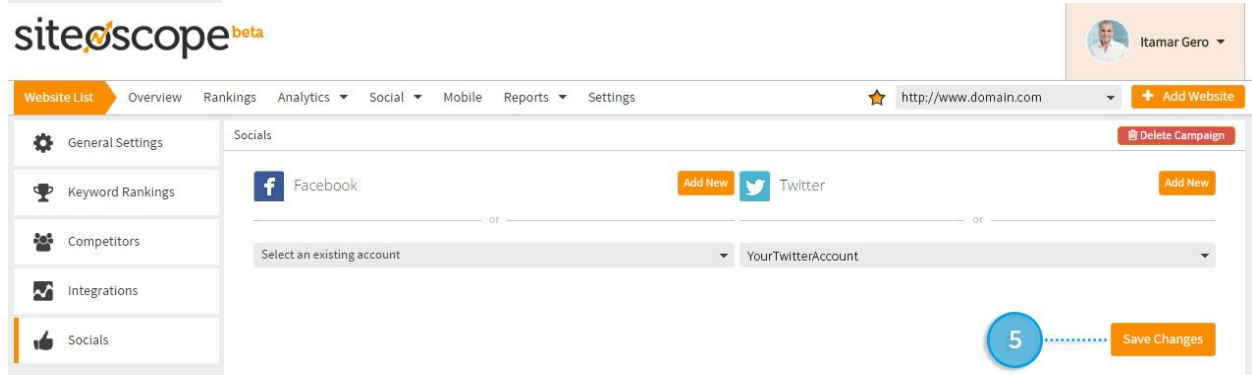 siteoscope beta
Itamar Gero
Website List Overview Rankings Analytics Social Mobile Reports Settings http://www.domain.com + Add Website
General Settings
Keyword Rankings
Competitors
Integrations
Socials
Socials Delete Campaign
Facebook Add New Twitter Add New
or or
Select an existing account YourTwitterAccount
5 Save Changes